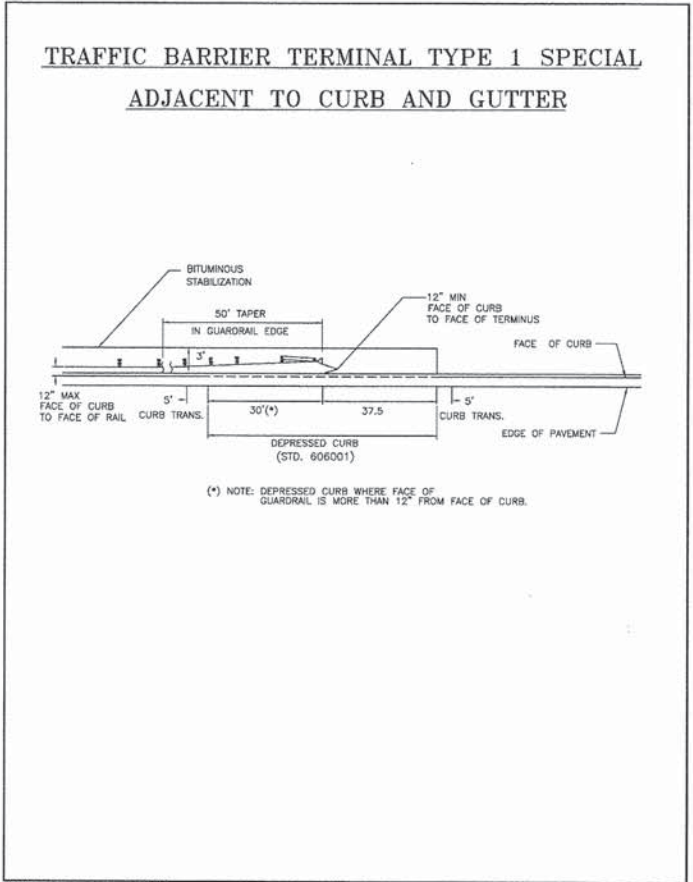 TRAFFIC BARRIER TERMINAL TYPE 1 SPECIAL
ADJACENT TO CURB AND GUTTER
BITUMINOUS
STABILIZATION
50' TAPER
IN GUARDRAIL EDGE
12" MIN
FACE OF CURB
TO FACE OF TERMINUS
FACE OF CURB
3'
12" MAX
FACE OF CURB
TO FACE OF RAIL
5'
CURB TRANS.
30'(*)
37.5
5'
CURB TRANS.
EDGE OF PAVEMENT
DEPRESSED CURB
(STD. 606001)
(*) NOTE: DEPRESSED CURB WHERE FACE OF
GUARDRAIL IS MORE THAN 12" FROM FACE OF CURB.